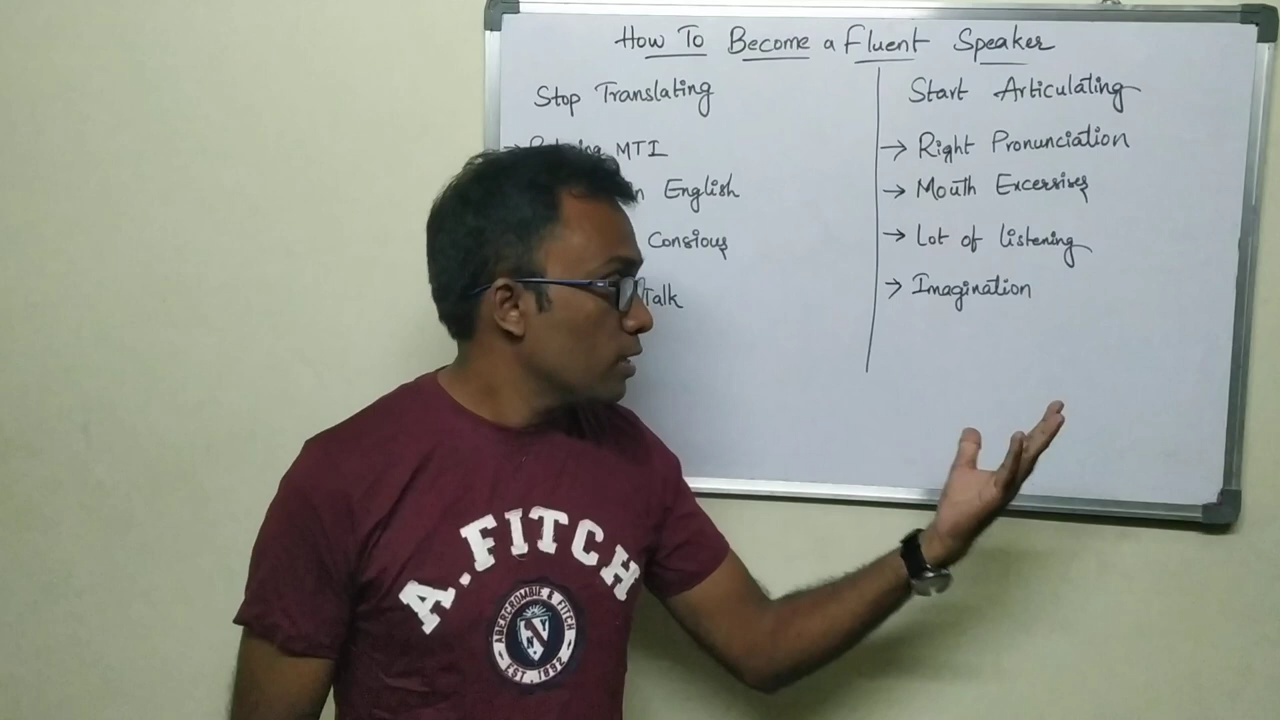 How To Become a Fluent Speaker
Stop Translating
MTI
English
Consious
Talk
Start Articulating
→ Right Pronunciation
→ Mouth Excersises
→ Lot of listening
→ Imagination
A.FITCH
ABERCROMBIE & FITCH
N Y
EST. 1892